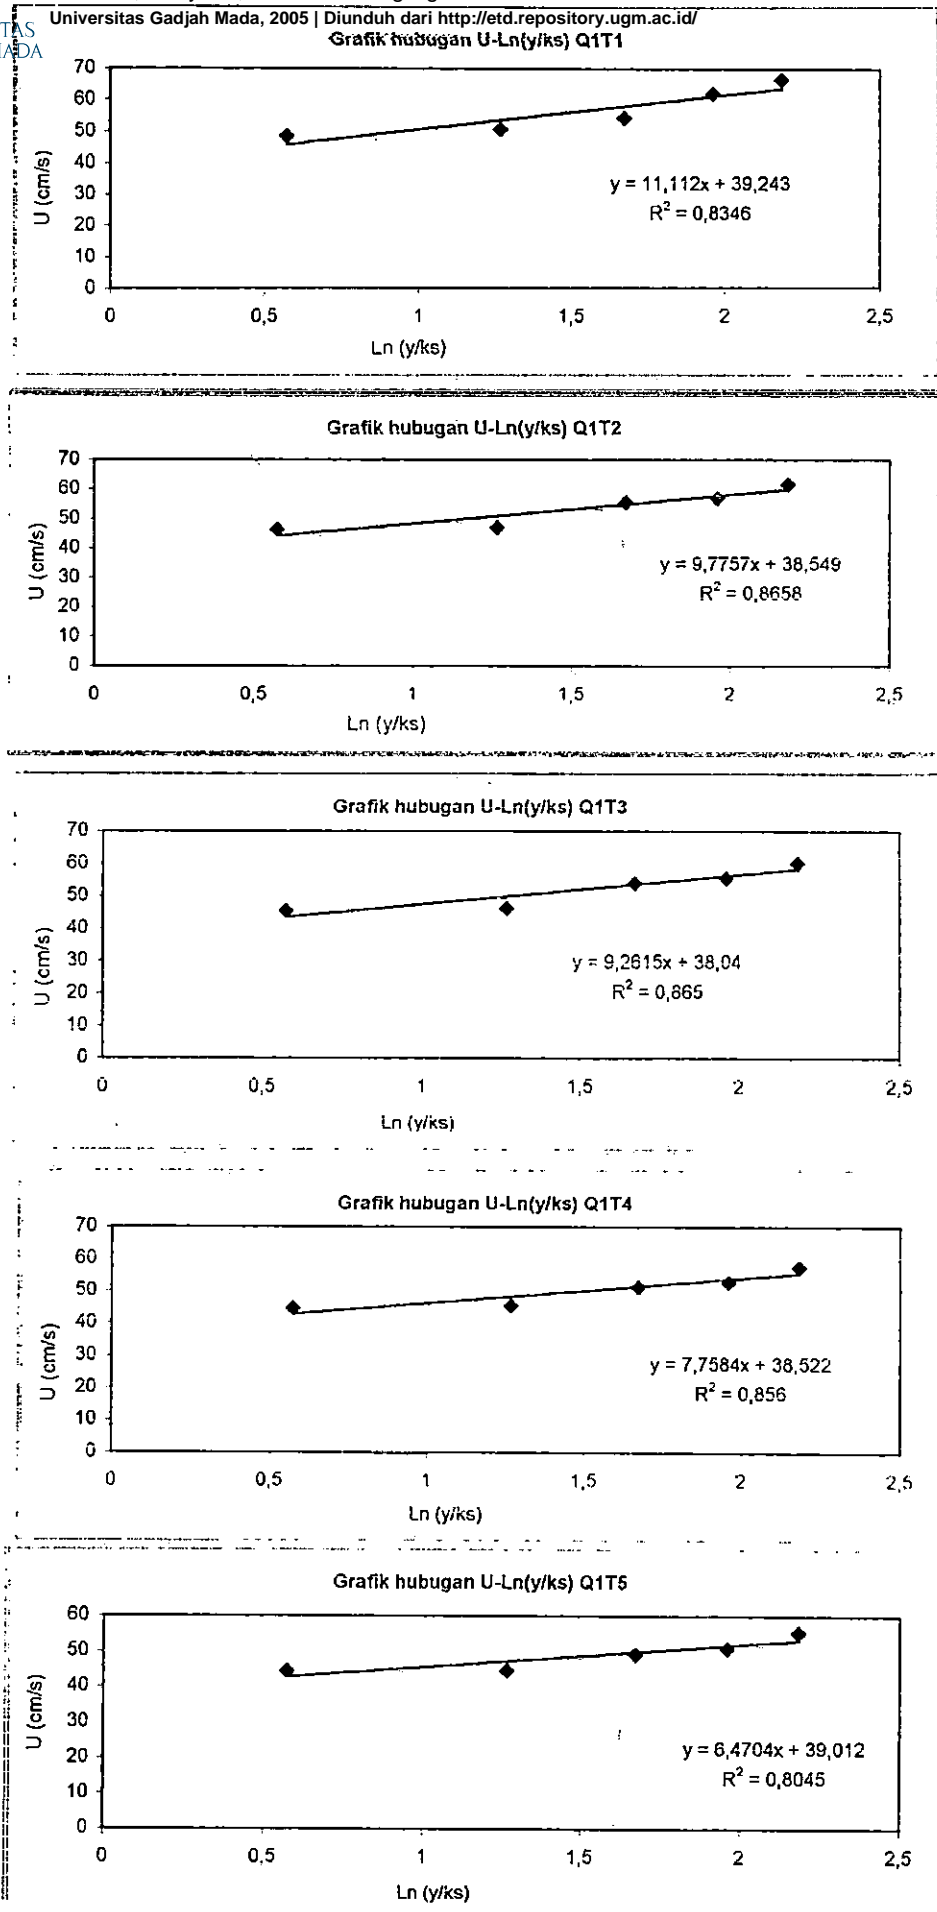 Universitas Gadjah Mada, 2005 | Diunduh dari http://etd.repository.ugm.ac.id/
Grafik hubugan U-Ln(y/ks) Q1T1
70
60
50
40
30
20
10
0
U (cm/s)
y = 11,112x + 39,243
R² = 0,8346
0 0,5 1 1,5 2 2,5
Ln (y/ks)
Grafik hubugan U-Ln(y/ks) Q1T2
70
60
50
40
30
20
10
0
U (cm/s)
y = 9,7757x + 38,549
R² = 0,8658
0 0,5 1 1,5 2 2,5
Ln (y/ks)
Grafik hubugan U-Ln(y/ks) Q1T3
70
60
50
40
30
20
10
0
U (cm/s)
y = 9,2615x + 38,04
R² = 0,865
0 0,5 1 1,5 2 2,5
Ln (y/ks)
Grafik hubugan U-Ln(y/ks) Q1T4
70
60
50
40
30
20
10
0
U (cm/s)
y = 7,7584x + 38,522
R² = 0,856
0 0,5 1 1,5 2 2,5
Ln (y/ks)
Grafik hubugan U-Ln(y/ks) Q1T5
60
50
40
30
20
10
0
U (cm/s)
y = 6,4704x + 39,012
R² = 0,8045
0 0,5 1 1,5 2 2,5
Ln (y/ks)